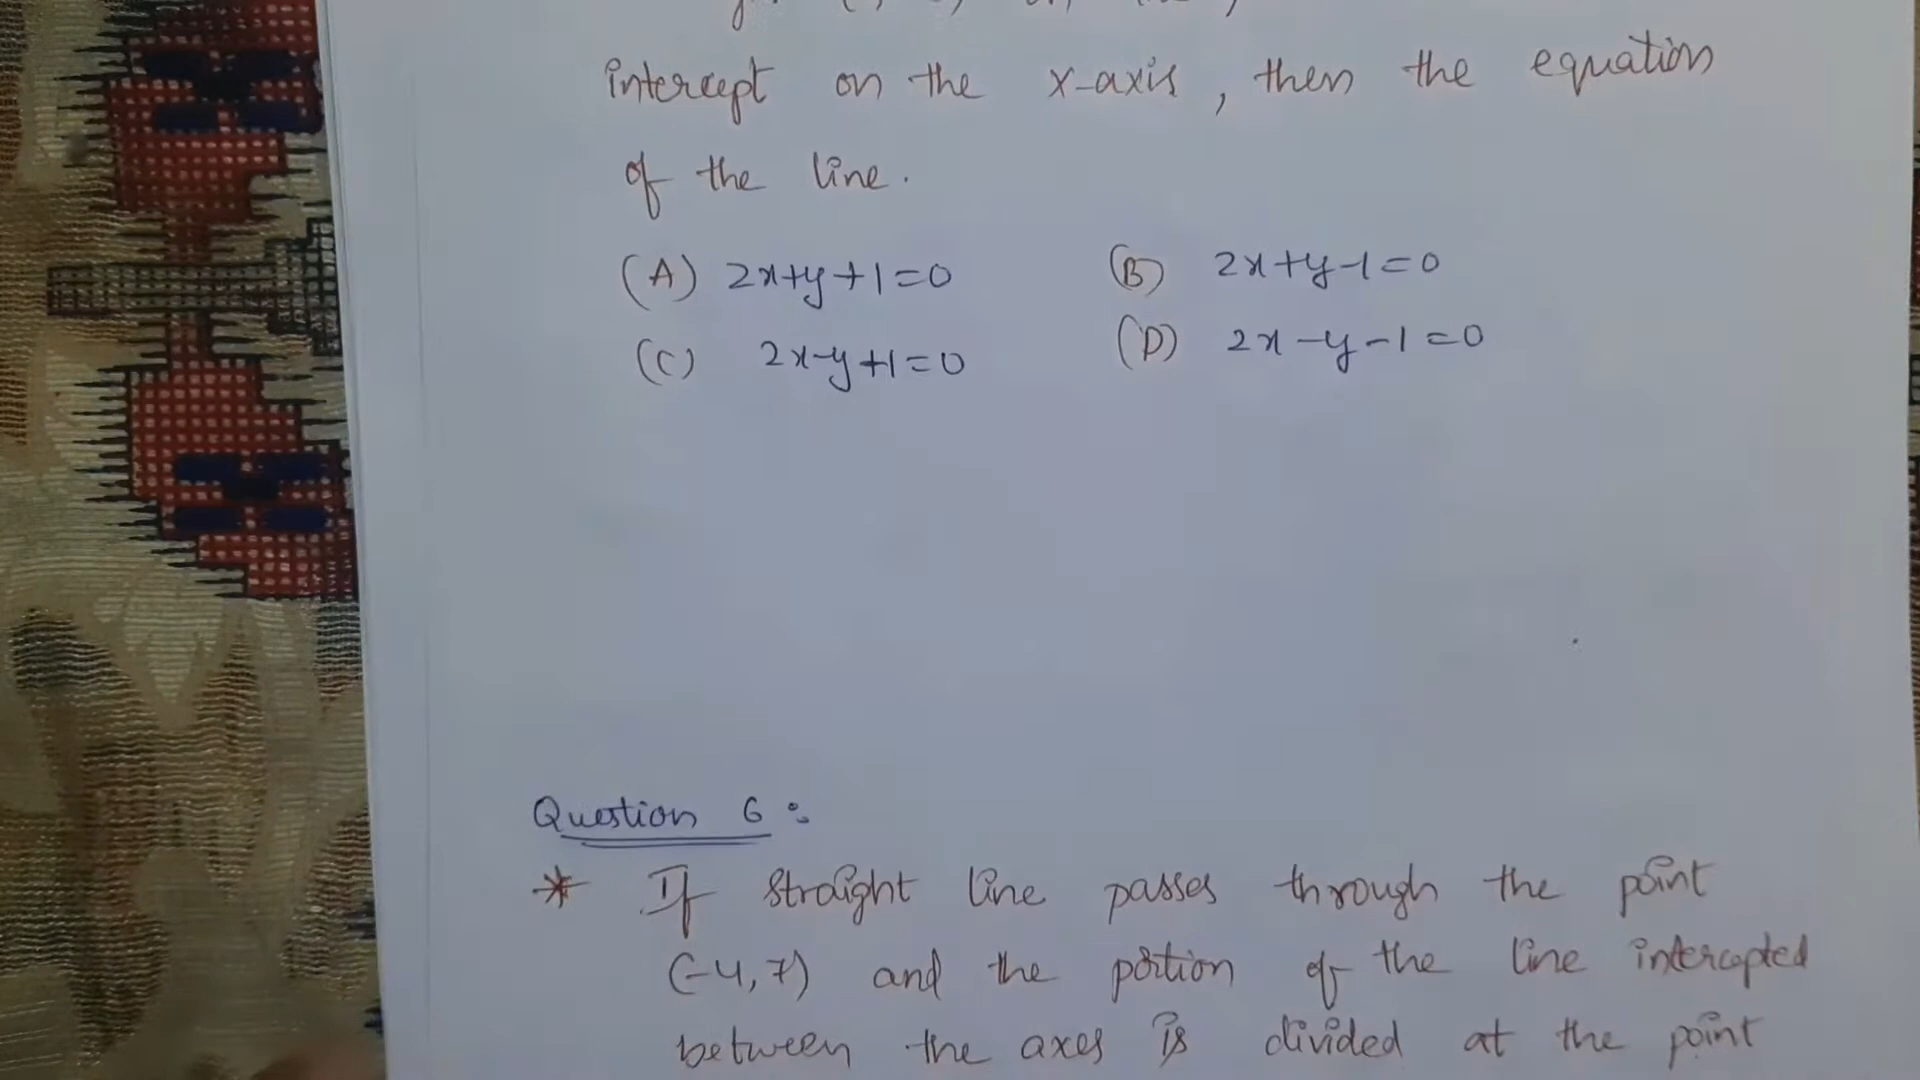 intercept on the x-axis, then the equation
of the line.
(A) 2x+y+1=0 (B) 2x+y-1=0
(C) 2x-y+1=0 (D) 2x-y-1=0
Question 6:
* If straight line passes through the point
(-4,7) and the portion of the line intercepted
between the axes is divided at the point